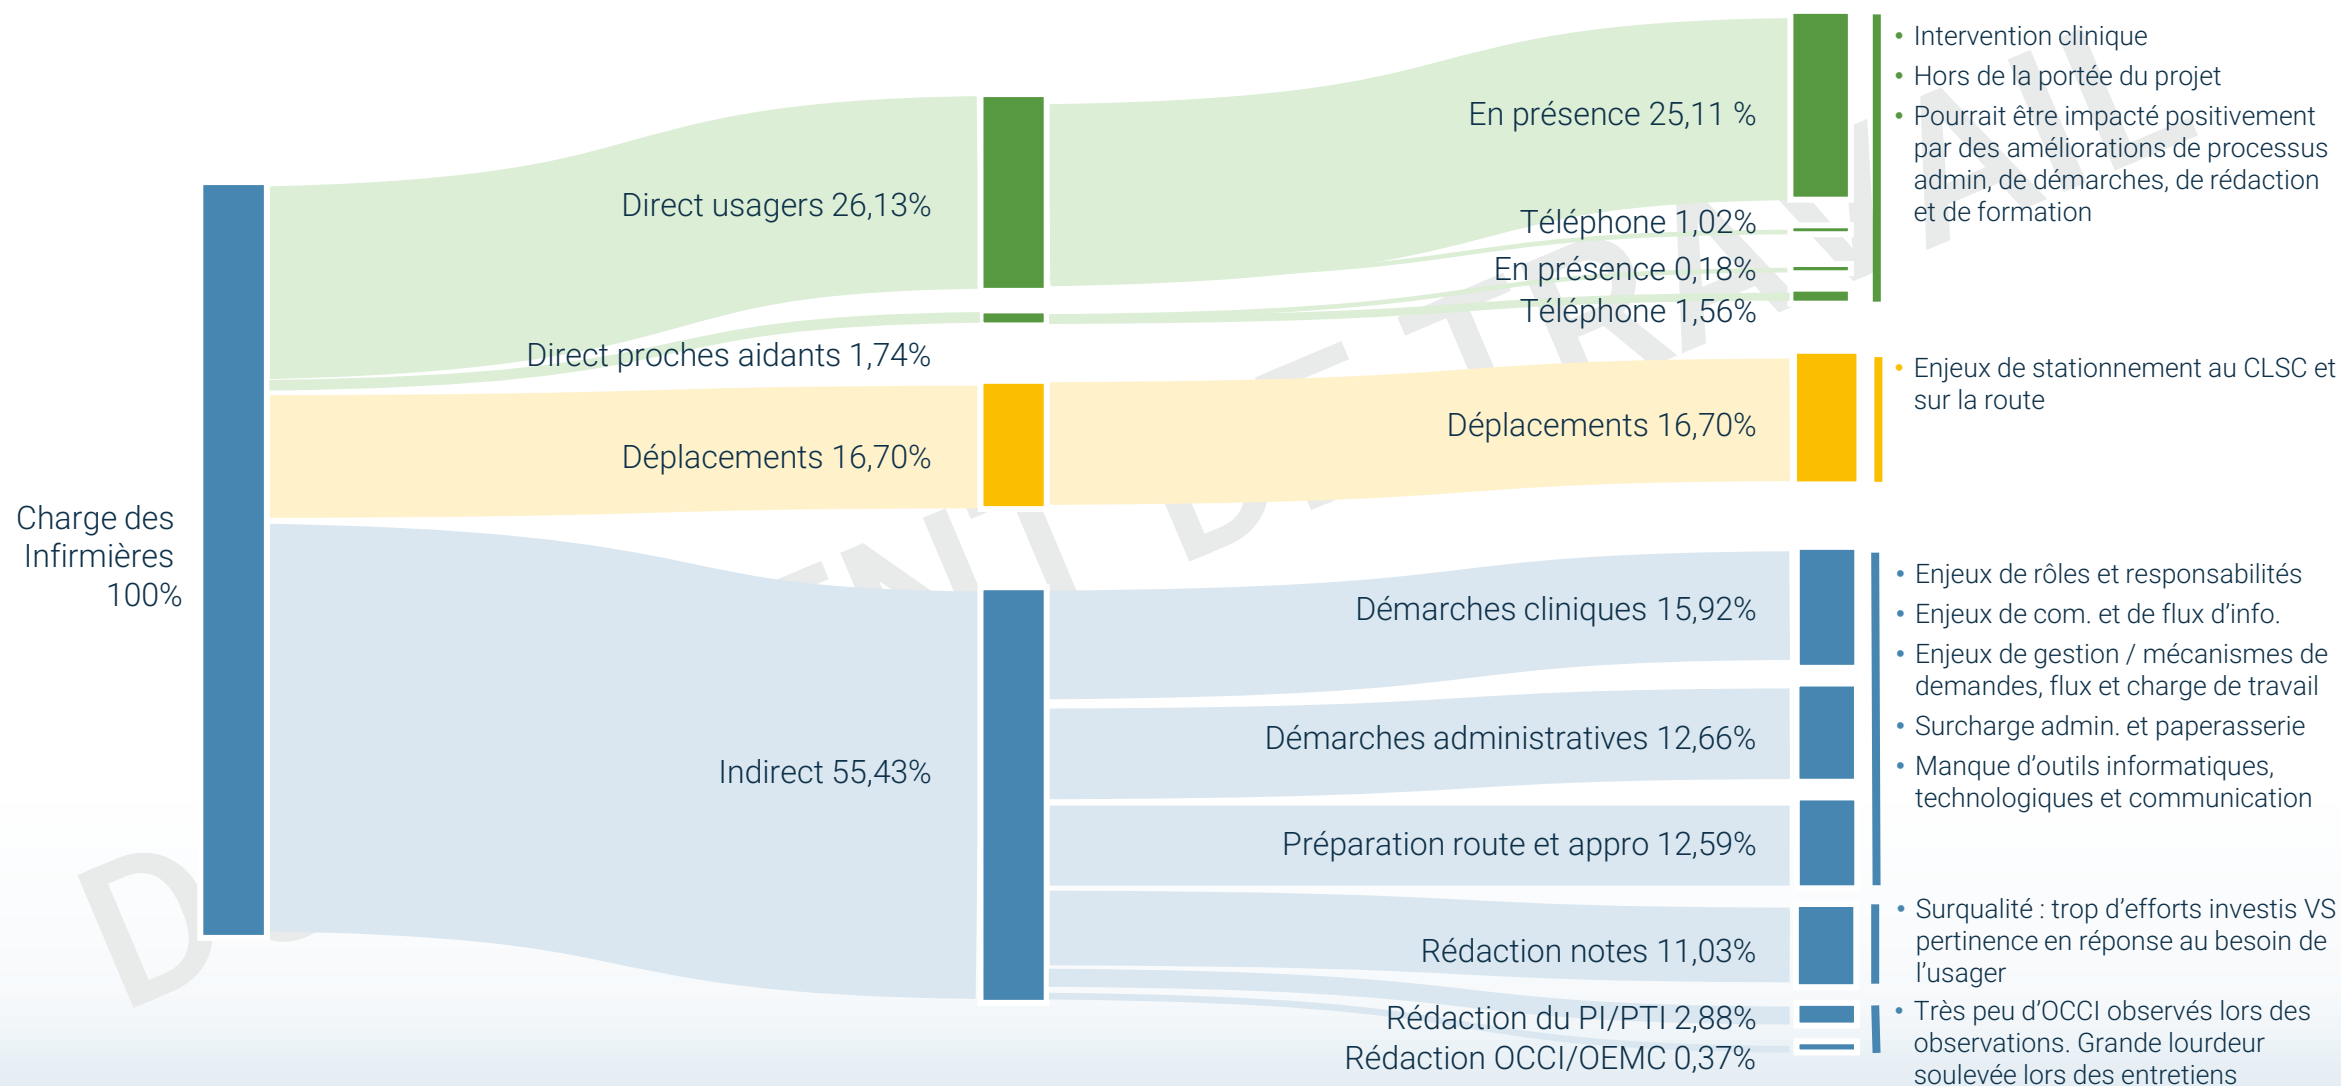 Charge des
Infirmières
100%
Direct usagers 26,13%
Direct proches aidants 1,74%
Déplacements 16,70%
Indirect 55,43%
En présence 25,11 %
Téléphone 1,02%
En présence 0,18%
Téléphone 1,56%
Déplacements 16,70%
Démarches cliniques 15,92%
Démarches administratives 12,66%
Préparation route et appro 12,59%
Rédaction notes 11,03%
Rédaction du PI/PTI 2,88%
Rédaction OCCI/OEMC 0,37%
• Intervention clinique
• Hors de la portée du projet
• Pourrait être impacté positivement
par des améliorations de processus
admin, de démarches, de rédaction
et de formation
• Enjeux de stationnement au CLSC et
sur la route
• Enjeux de rôles et responsabilités
• Enjeux de com. et de flux d’info.
• Enjeux de gestion / mécanismes de
demandes, flux et charge de travail
• Surcharge admin. et paperasserie
• Manque d’outils informatiques,
technologiques et communication
• Surqualité : trop d’efforts investis VS
pertinence en réponse au besoin de
l’usager
• Très peu d’OCCI observés lors des
observations. Grande lourdeur
soulevée lors des entretiens
DE TRAVAIL